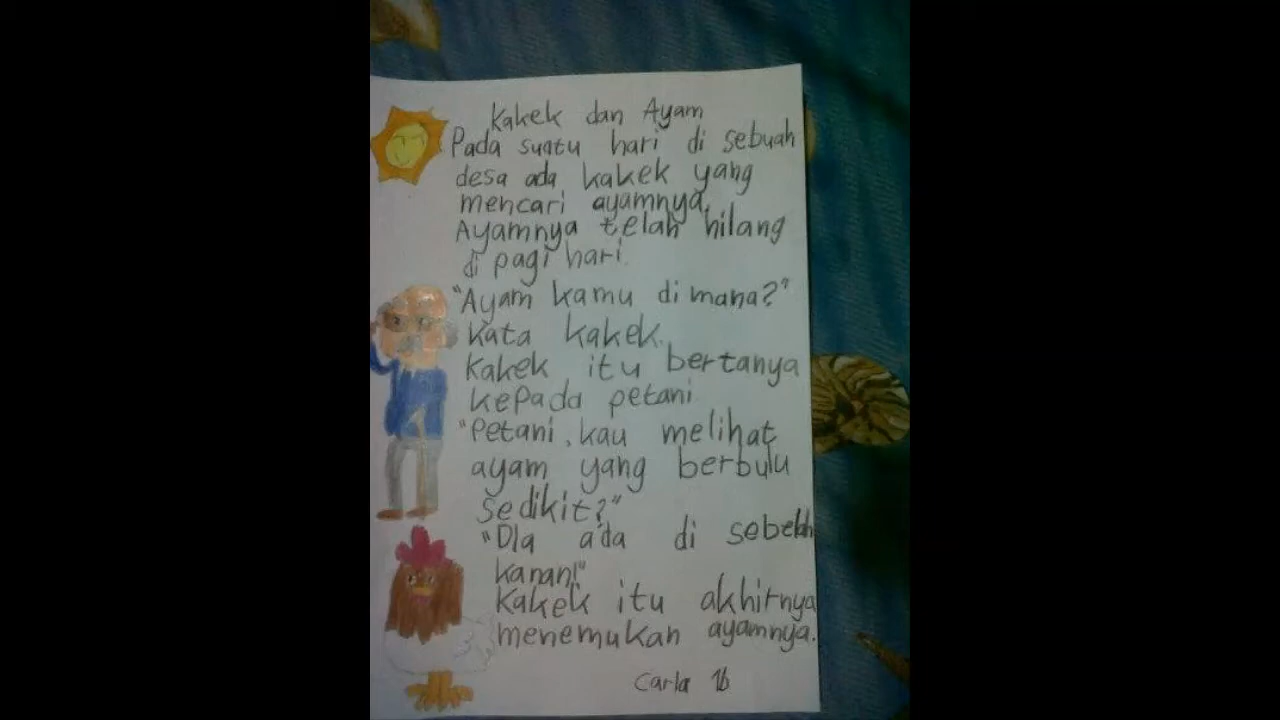 Kakek dan Ayam
Pada suatu hari di sebuah
desa ada kakek yang
mencari ayamnya.
Ayamnya telah hilang
di pagi hari.
"Ayam kamu di mana?"
Kata kakek.
Kakek itu bertanya
kepada petani.
"Petani, kau melihat
ayam yang berbulu
sedikit?"
"Dia ada di sebelah
kanan!"
Kakek itu akhirnya
menemukan ayamnya.
Carla 1b